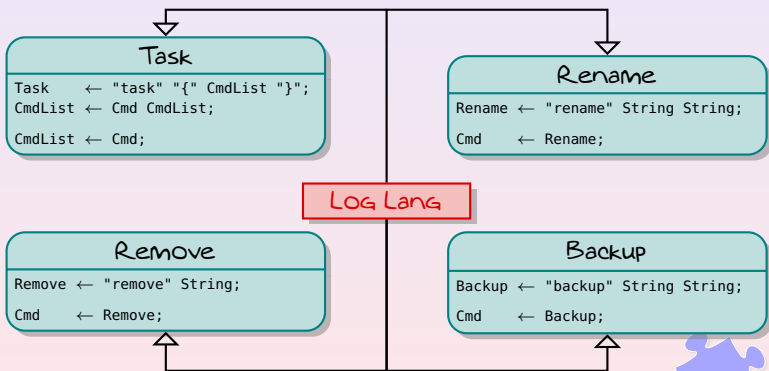 Task
Task ← "task" "{" CmdList "}";
CmdList ← Cmd CmdList;
CmdList ← Cmd;
Rename
Rename ← "rename" String String;
Cmd ← Rename;
Log Lang
Remove
Remove ← "remove" String;
Cmd ← Remove;
Backup
Backup ← "backup" String String;
Cmd ← Backup;